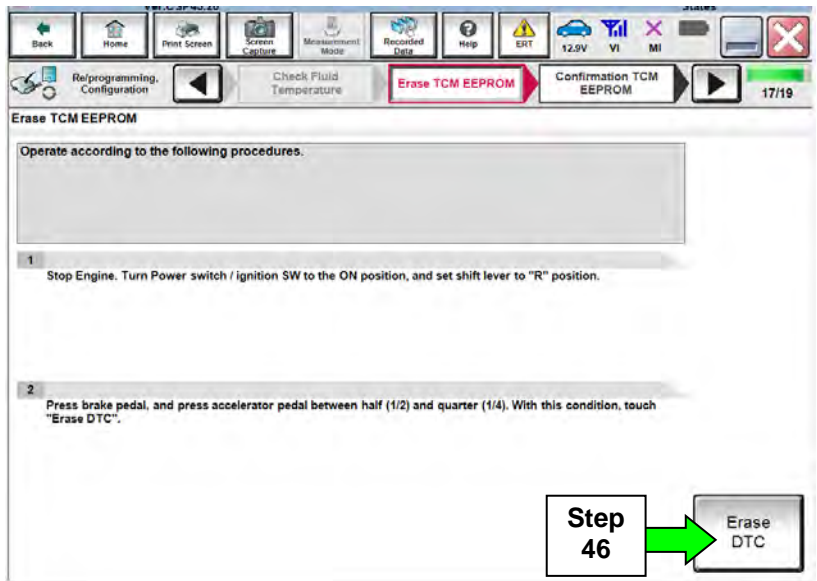 Ver.CSP45.20
States
Back
Home
Print Screen
Screen Capture
Measurement Mode
Recorded Data
Help
ERT
12.9V
VI
MI
Re/programming, Configuration
Check Fluid Temperature
Erase TCM EEPROM
Confirmation TCM EEPROM
17/19
Erase TCM EEPROM
Operate according to the following procedures.
1
Stop Engine. Turn Power switch / ignition SW to the ON position, and set shift lever to "R" position.
2
Press brake pedal, and press accelerator pedal between half (1/2) and quarter (1/4). With this condition, touch
"Erase DTC".
Step
46
Erase
DTC